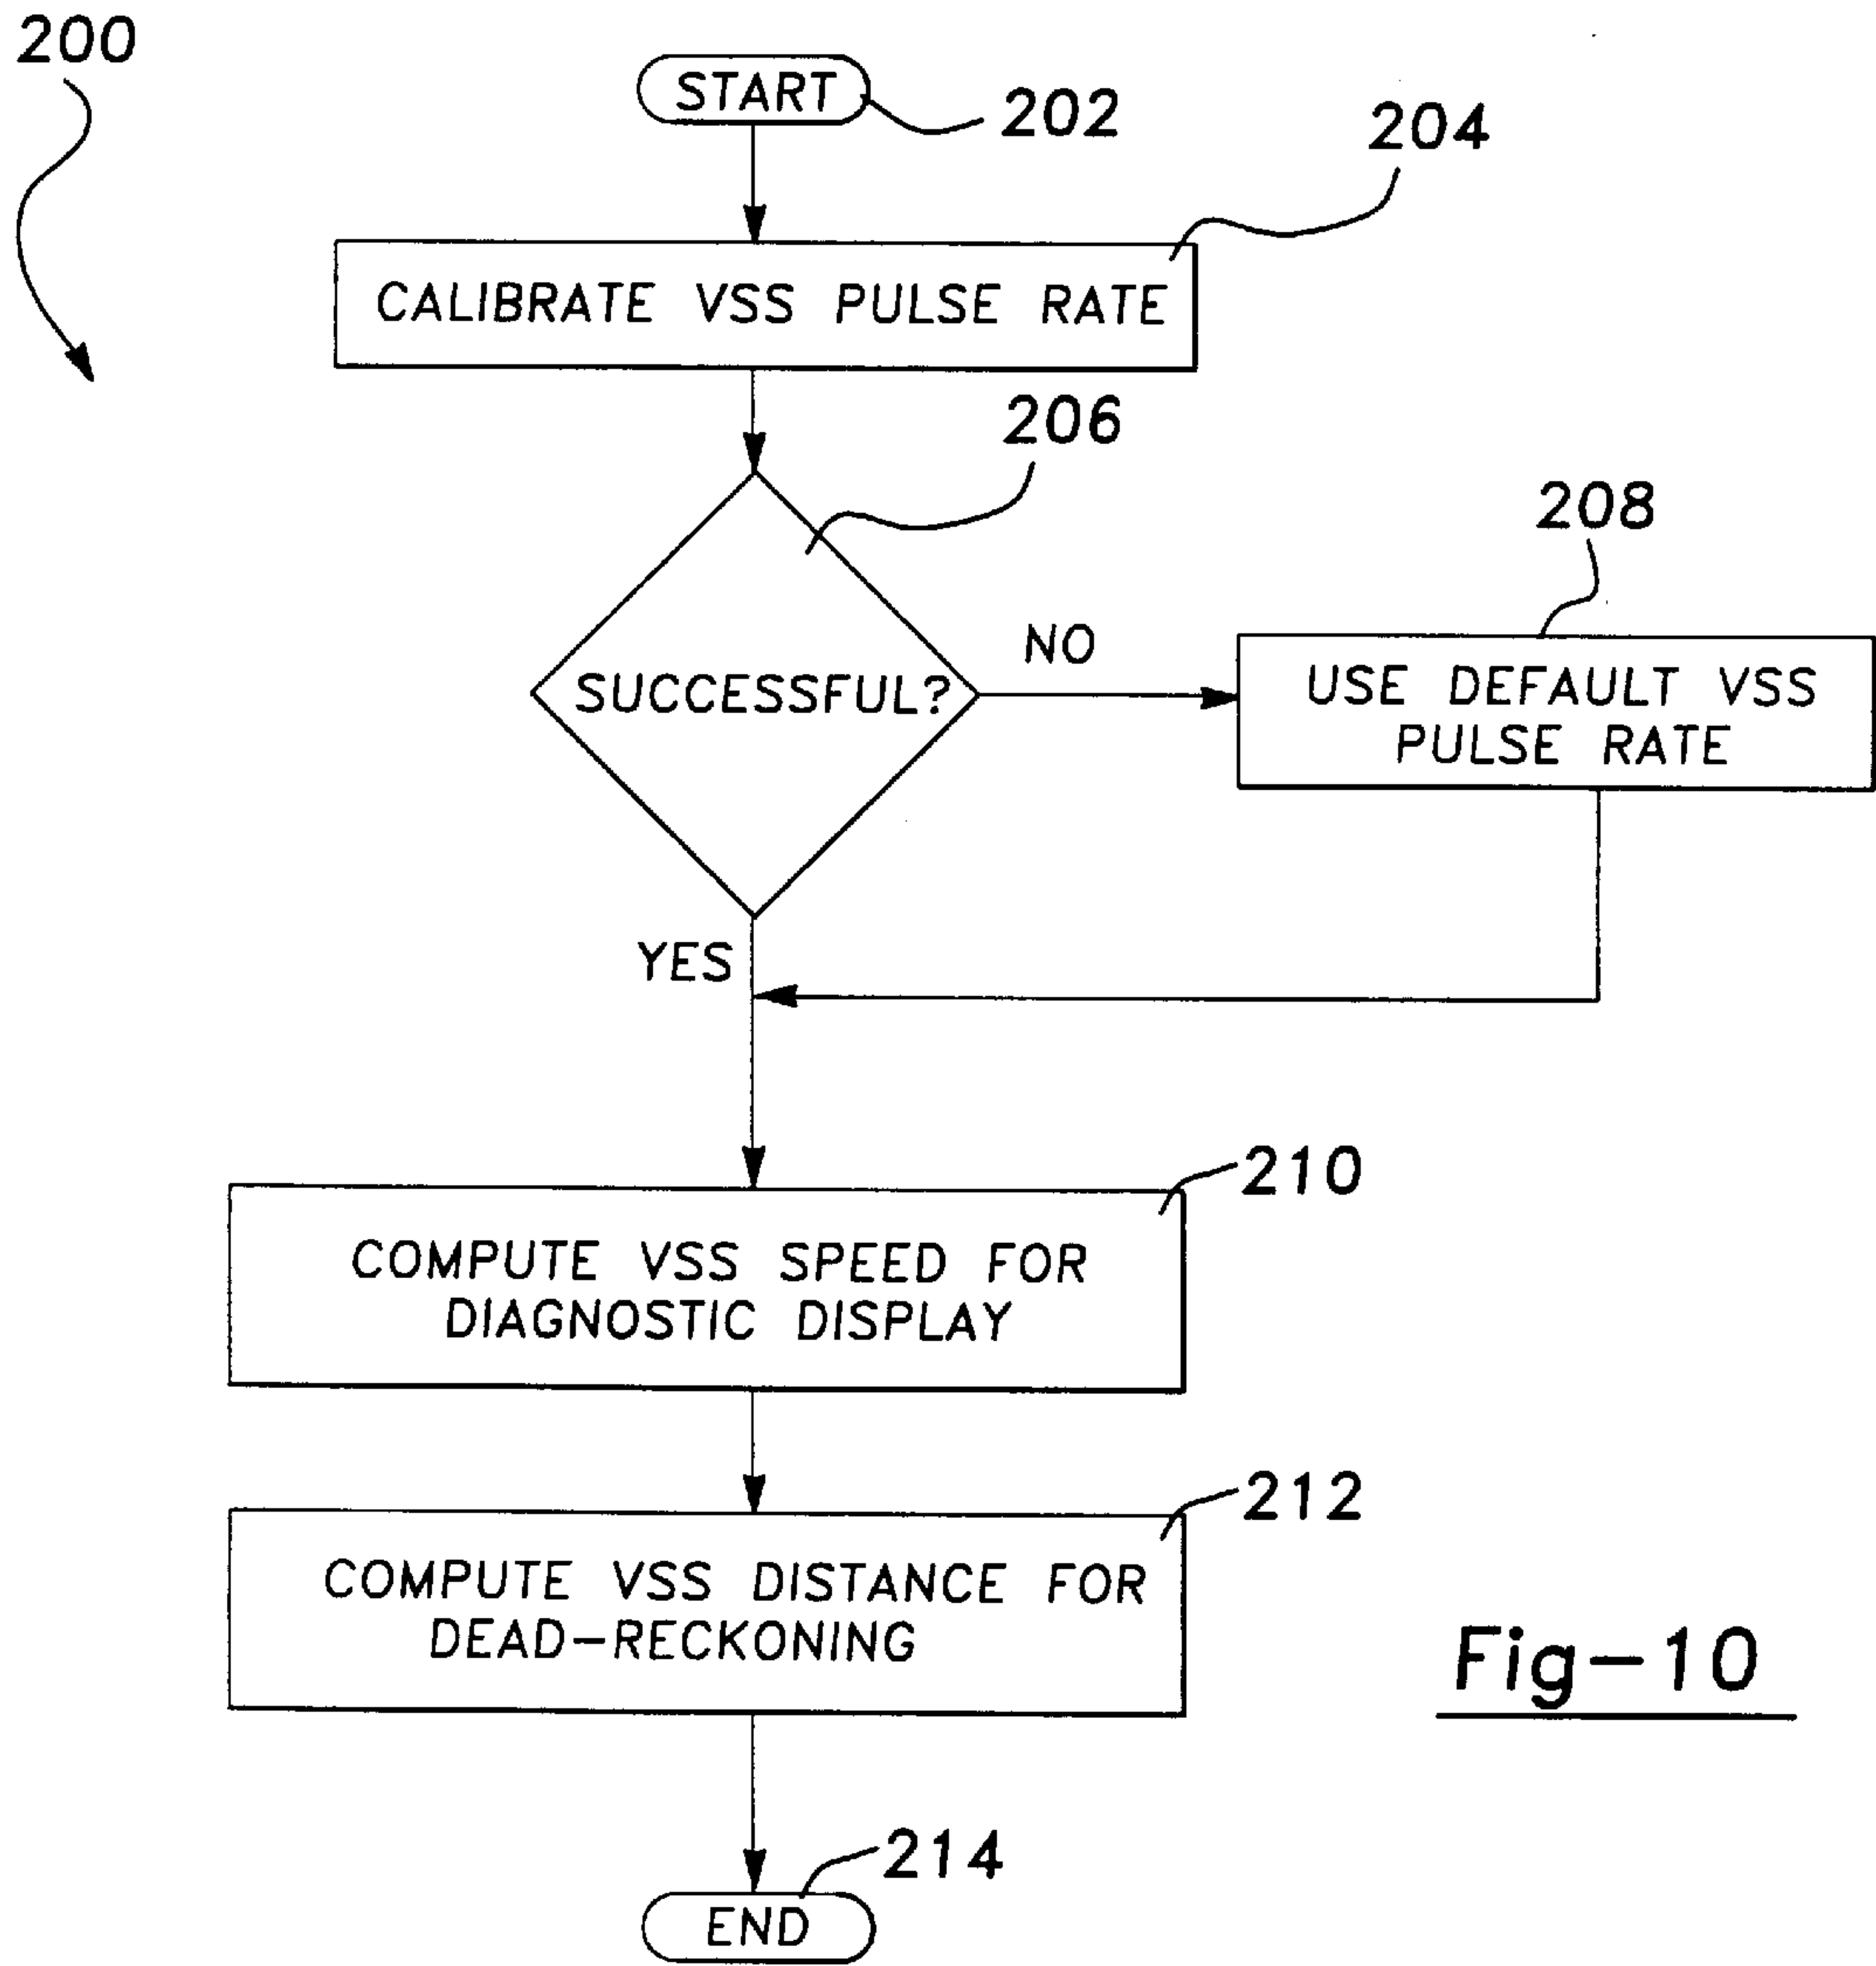 200
START
202
204
CALIBRATE VSS PULSE RATE
206
208
SUCCESSFUL?
NO
USE DEFAULT VSS
PULSE RATE
YES
210
COMPUTE VSS SPEED FOR
DIAGNOSTIC DISPLAY
212
COMPUTE VSS DISTANCE FOR
DEAD-RECKONING
Fig-10
214
END